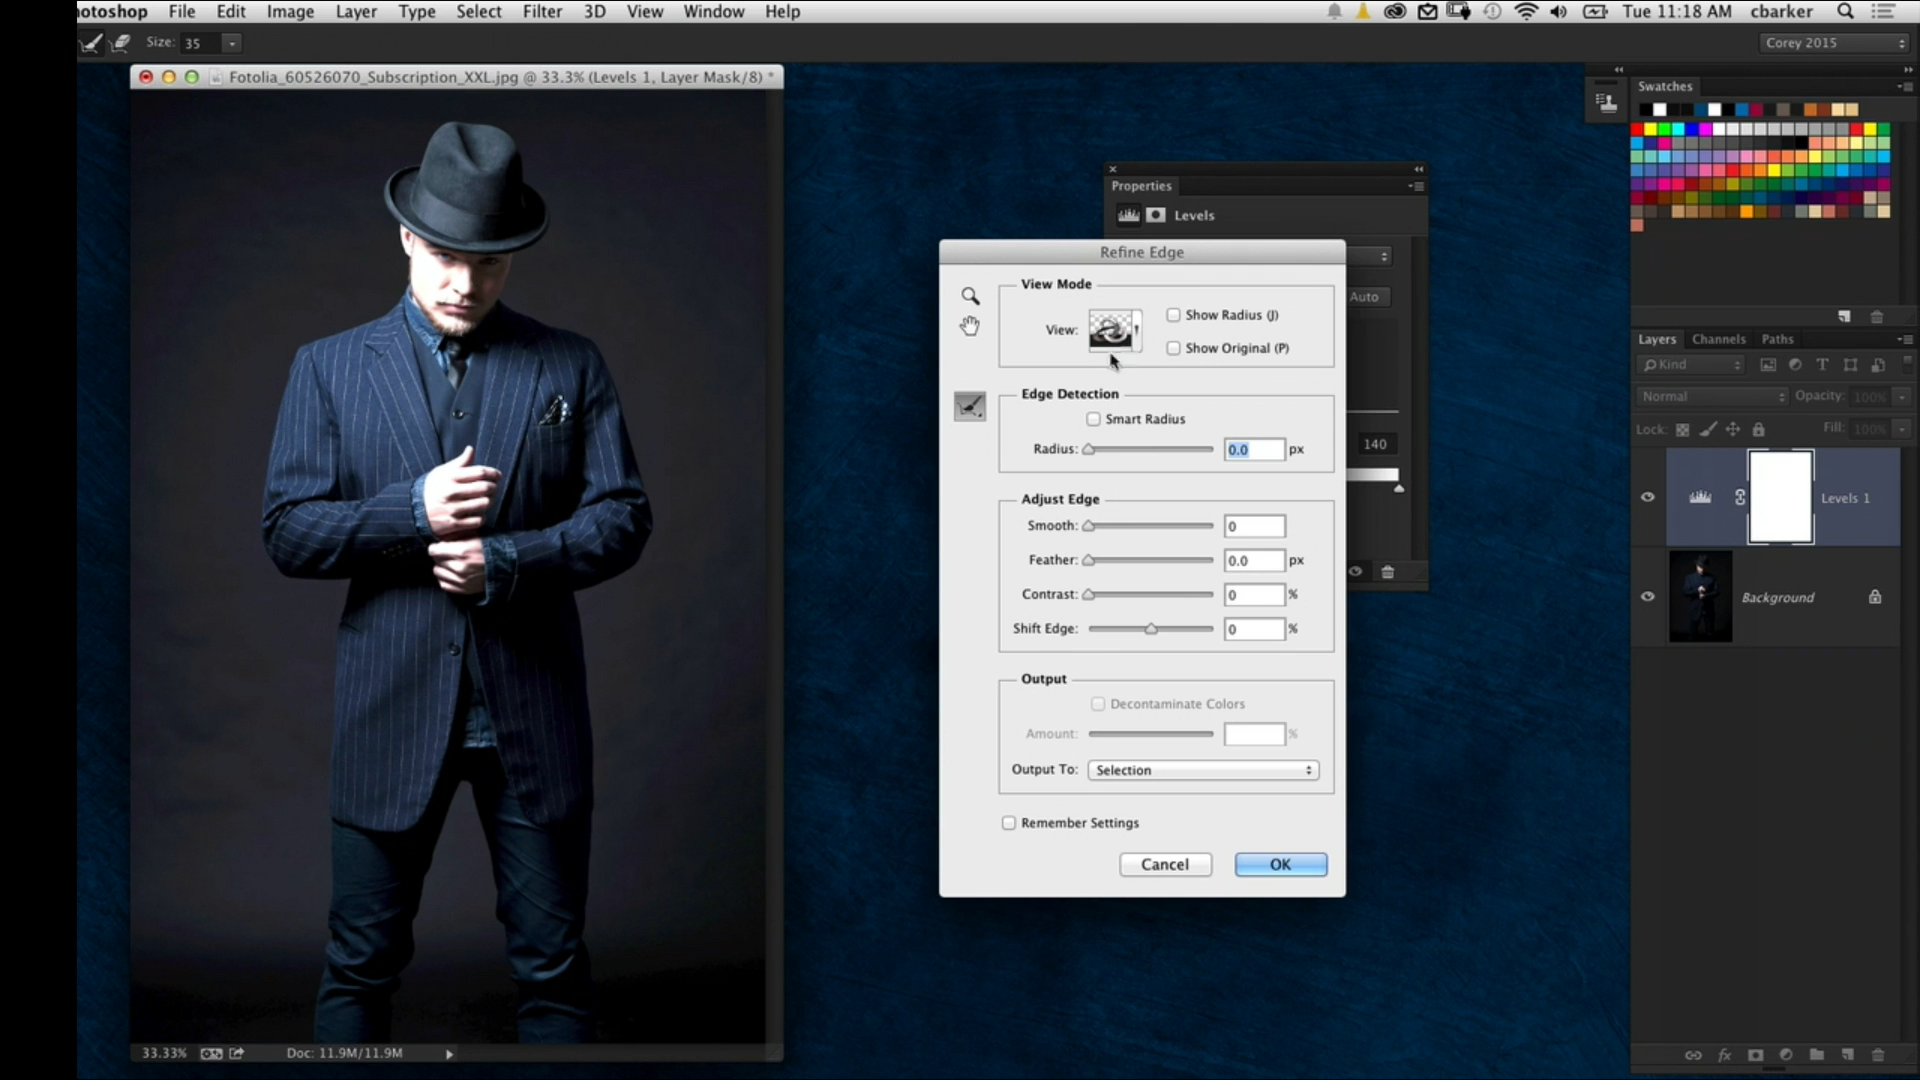 otoshop File Edit Image Layer Type Select Filter 3D View Window Help Tue 11:18 AM cbarker
Size: 35 Corey 2015
Fotolia_60526070_Subscription_XXL.jpg @ 33.3% (Levels 1, Layer Mask/8) *
Swatches
Properties
Levels
Auto
140
Refine Edge
View Mode
View:
Show Radius (J)
Show Original (P)
Edge Detection
Smart Radius
Radius: 0.0 px
Adjust Edge
Smooth: 0
Feather: 0.0 px
Contrast: 0 %
Shift Edge: 0 %
Output
Decontaminate Colors
Amount: %
Output To: Selection
Remember Settings
Cancel OK
Layers Channels Paths
Kind
Normal Opacity: 100%
Lock: Fill: 100%
Levels 1
Background
33.33% Doc: 11.9M/11.9M